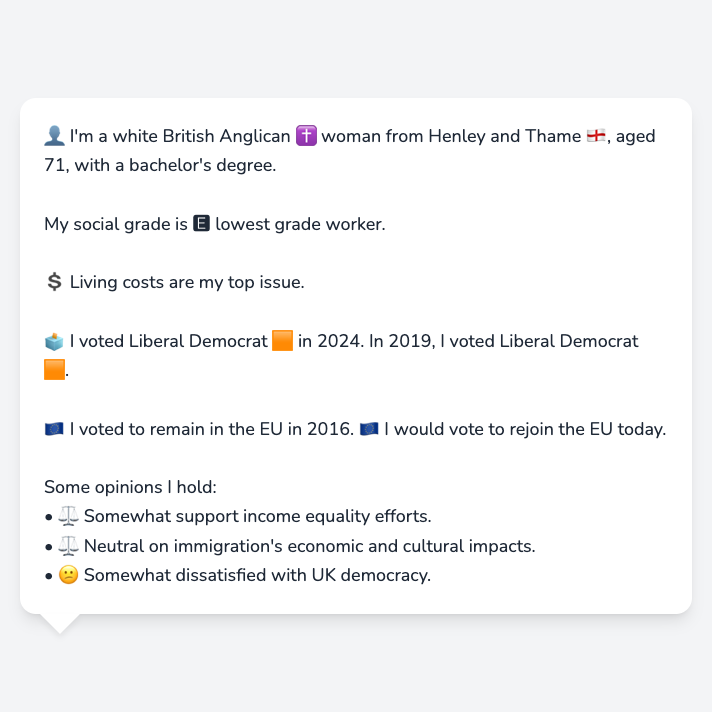 👤 I'm a white British Anglican ✝️ woman from Henley and Thame 🏴󠁧󠁢󠁥󠁮󠁧󠁿, aged
71, with a bachelor's degree.
My social grade is 🅴 lowest grade worker.
💲 Living costs are my top issue.
🗳️ I voted Liberal Democrat 🟧 in 2024. In 2019, I voted Liberal Democrat
🟧.
🇪🇺 I voted to remain in the EU in 2016. 🇪🇺 I would vote to rejoin the EU today.
Some opinions I hold:
• ⚖️ Somewhat support income equality efforts.
• ⚖️ Neutral on immigration's economic and cultural impacts.
• 😕 Somewhat dissatisfied with UK democracy.